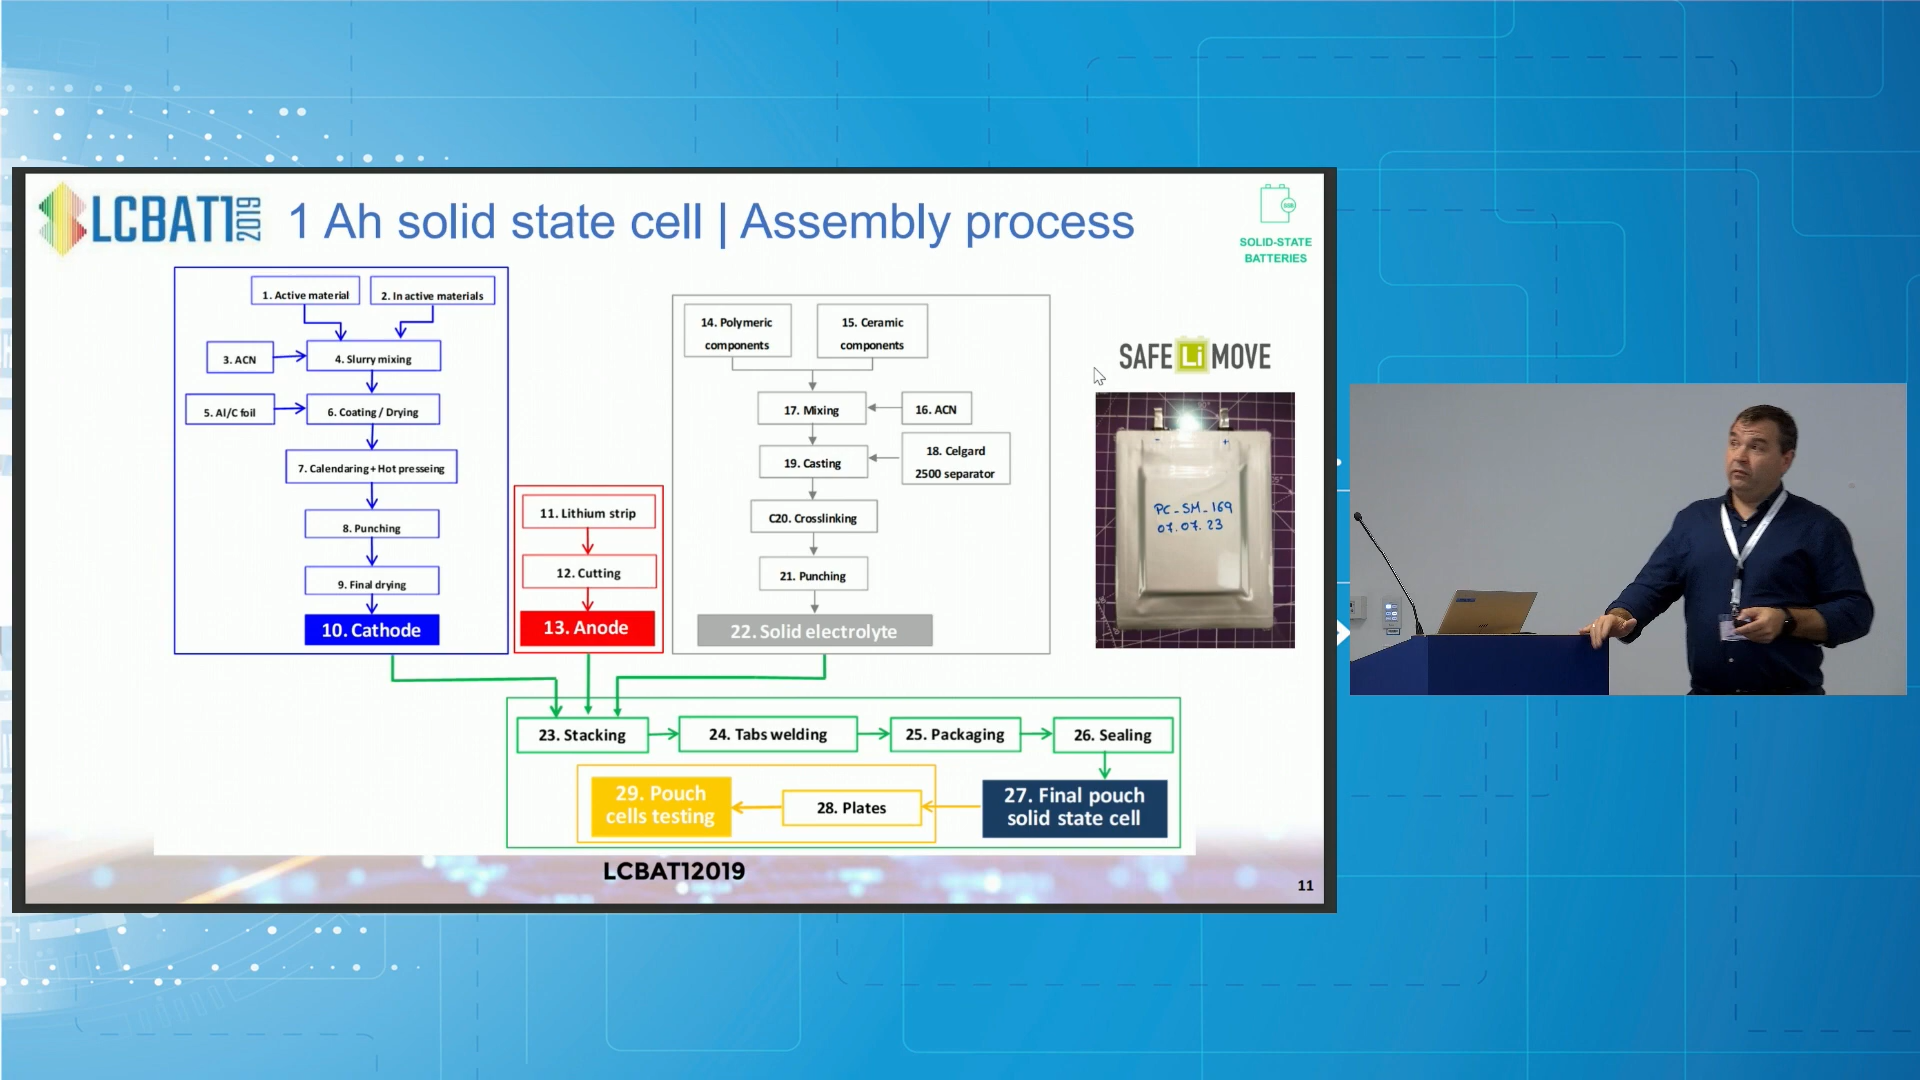 LCBAT1 2019
1 Ah solid state cell | Assembly process
SOLID-STATE
BATTERIES
1. Active material
2. In active materials
3. ACN
4. Slurry mixing
5. Al/C foil
6. Coating / Drying
7. Calendaring + Hot presseing
8. Punching
9. Final drying
10. Cathode
11. Lithium strip
12. Cutting
13. Anode
14. Polymeric
components
15. Ceramic
components
17. Mixing
16. ACN
19. Casting
18. Celgard
2500 separator
C20. Crosslinking
21. Punching
22. Solid electrolyte
SAFE Li MOVE
- +
PC_SM_169
07.07.23
23. Stacking
24. Tabs welding
25. Packaging
26. Sealing
29. Pouch
cells testing
28. Plates
27. Final pouch
solid state cell
LCBAT12019
11